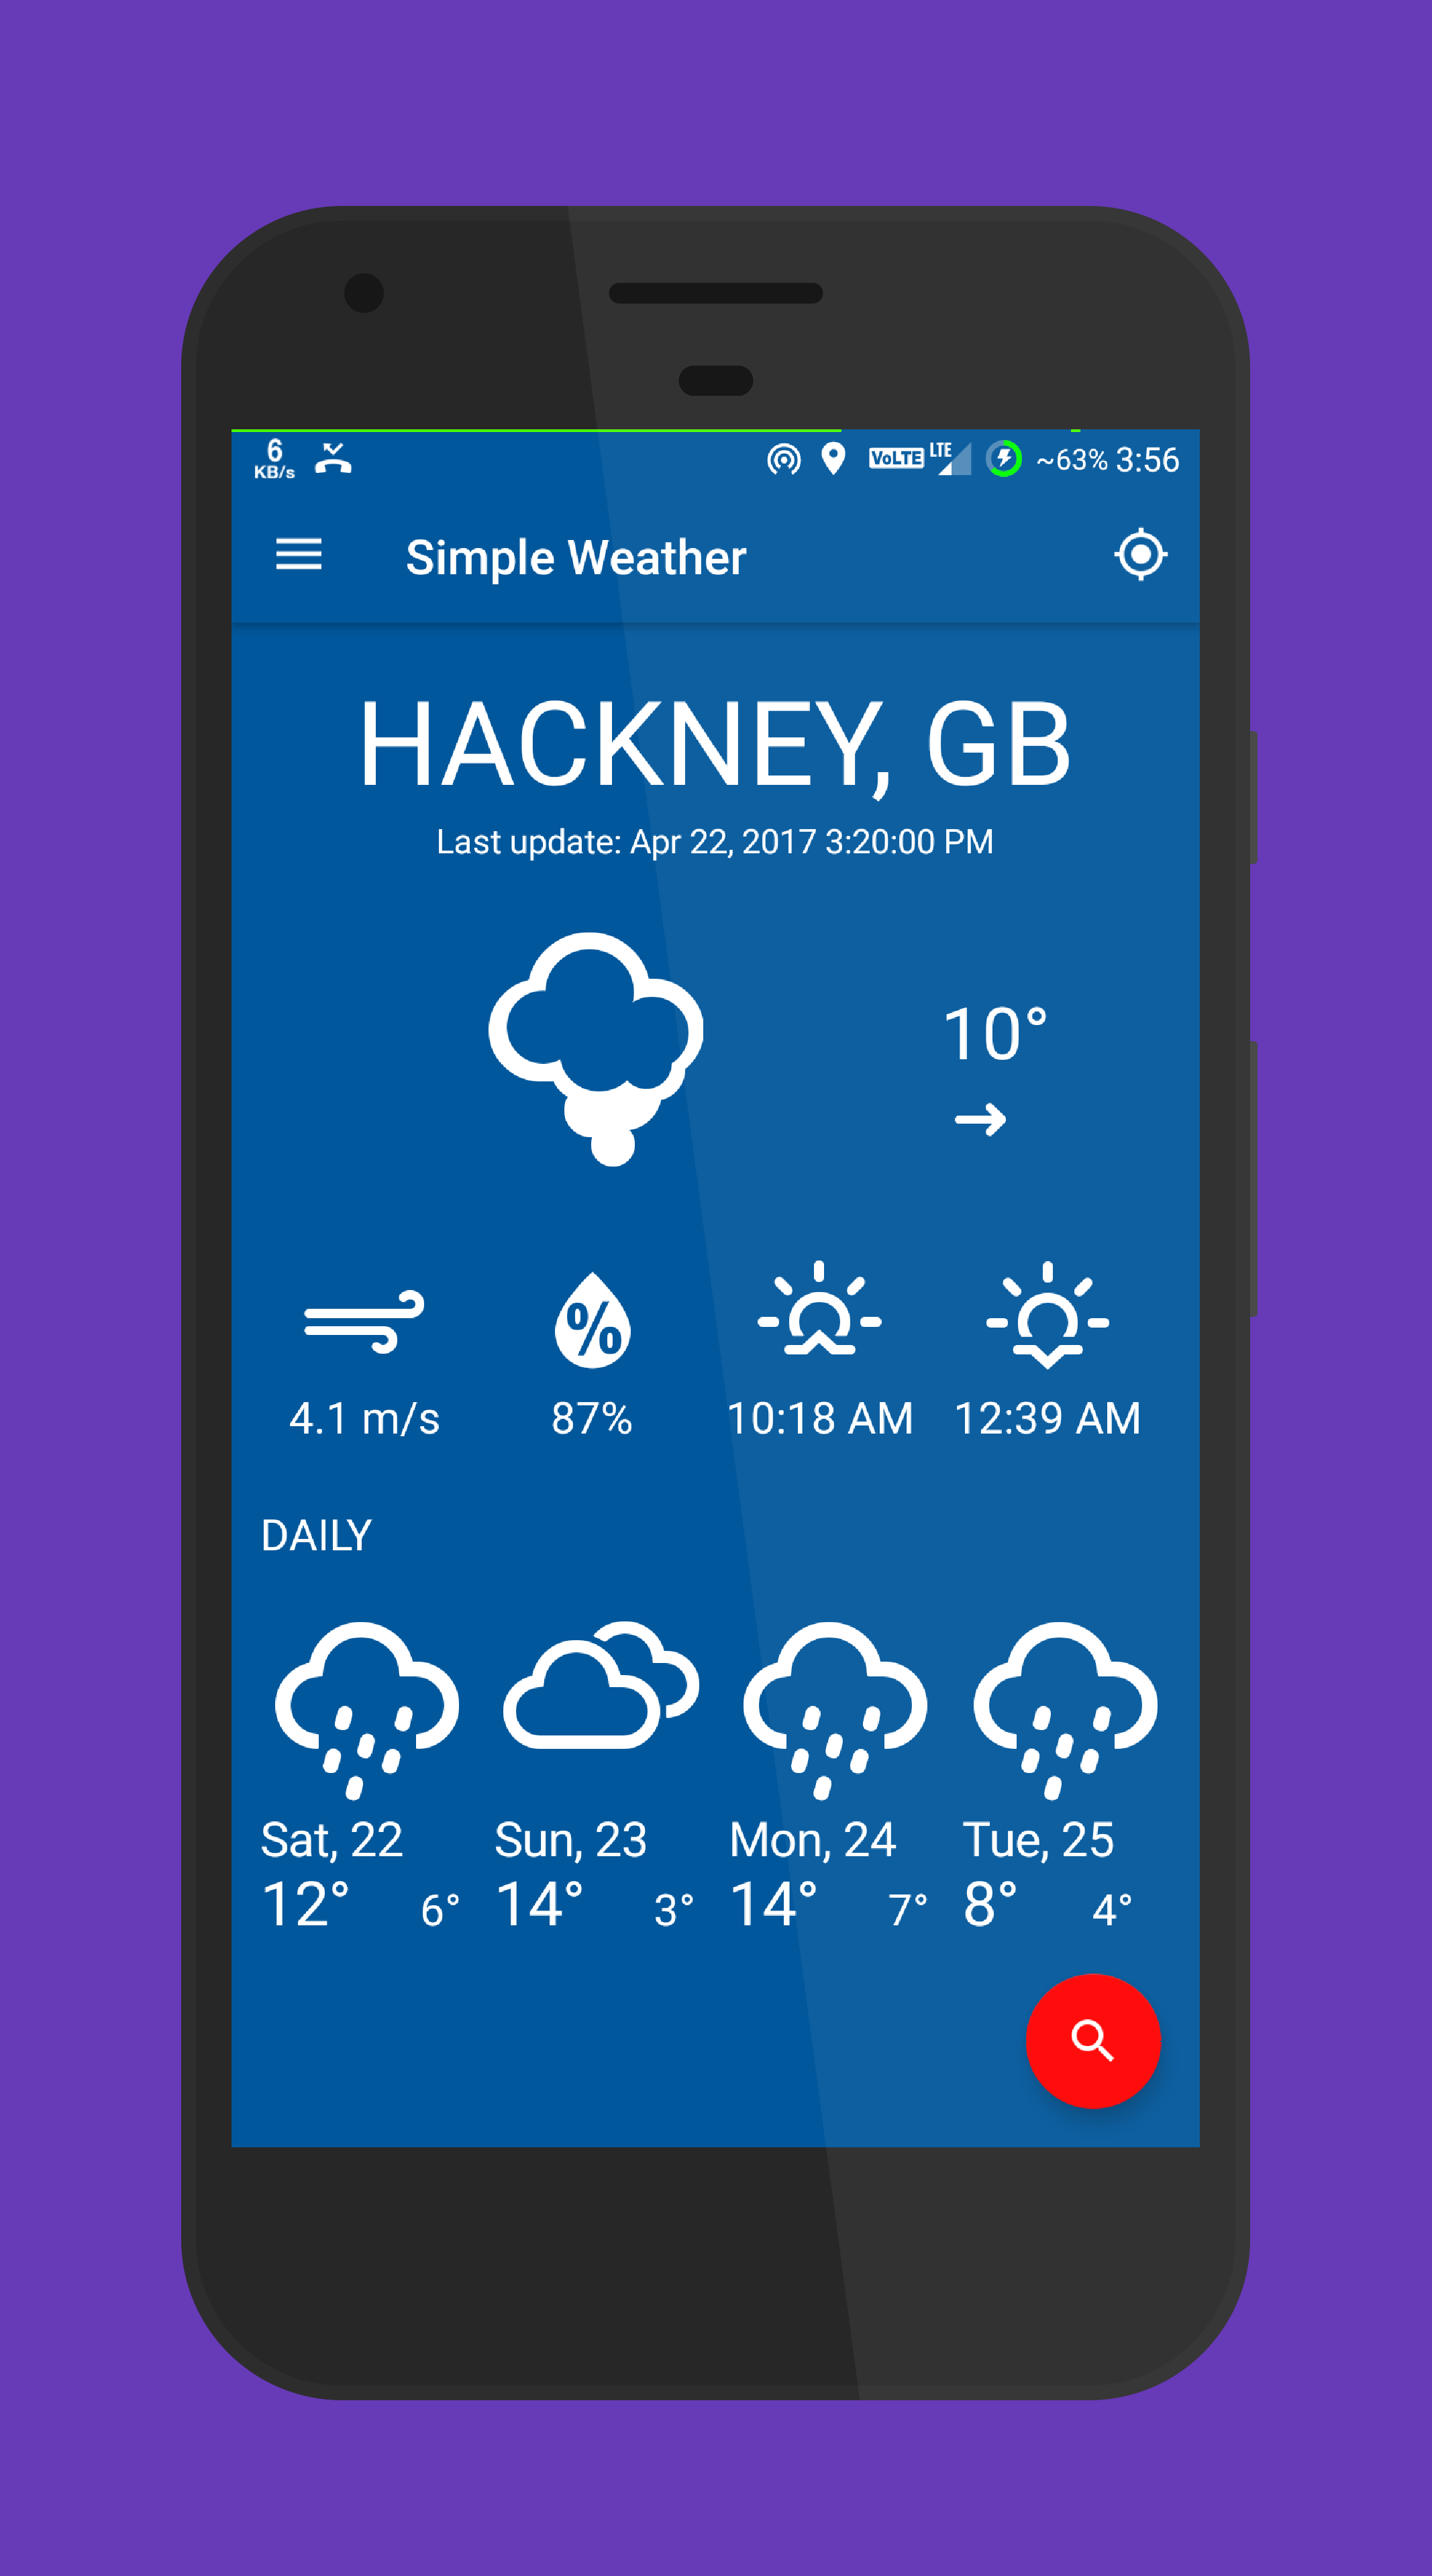 6
KB/s
VoLTE LTE ~63% 3:56
Simple Weather
HACKNEY, GB
Last update: Apr 22, 2017 3:20:00 PM
10°
%
4.1 m/s 87% 10:18 AM 12:39 AM
DAILY
Sat, 22 Sun, 23 Mon, 24 Tue, 25
12° 6° 14° 3° 14° 7° 8° 4°